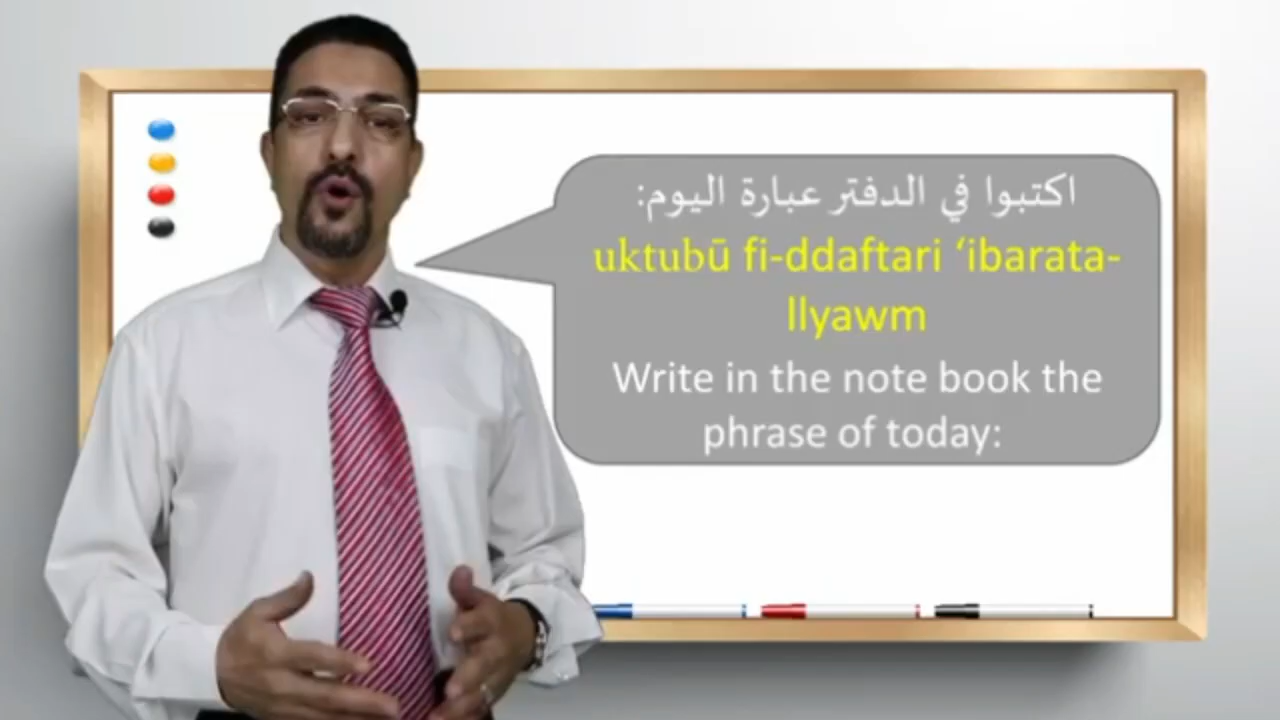 اكتبوا في الدفتر عبارة اليوم:
uktubū fi-ddaftari ‘ibarata-
llyawm
Write in the note book the
phrase of today: